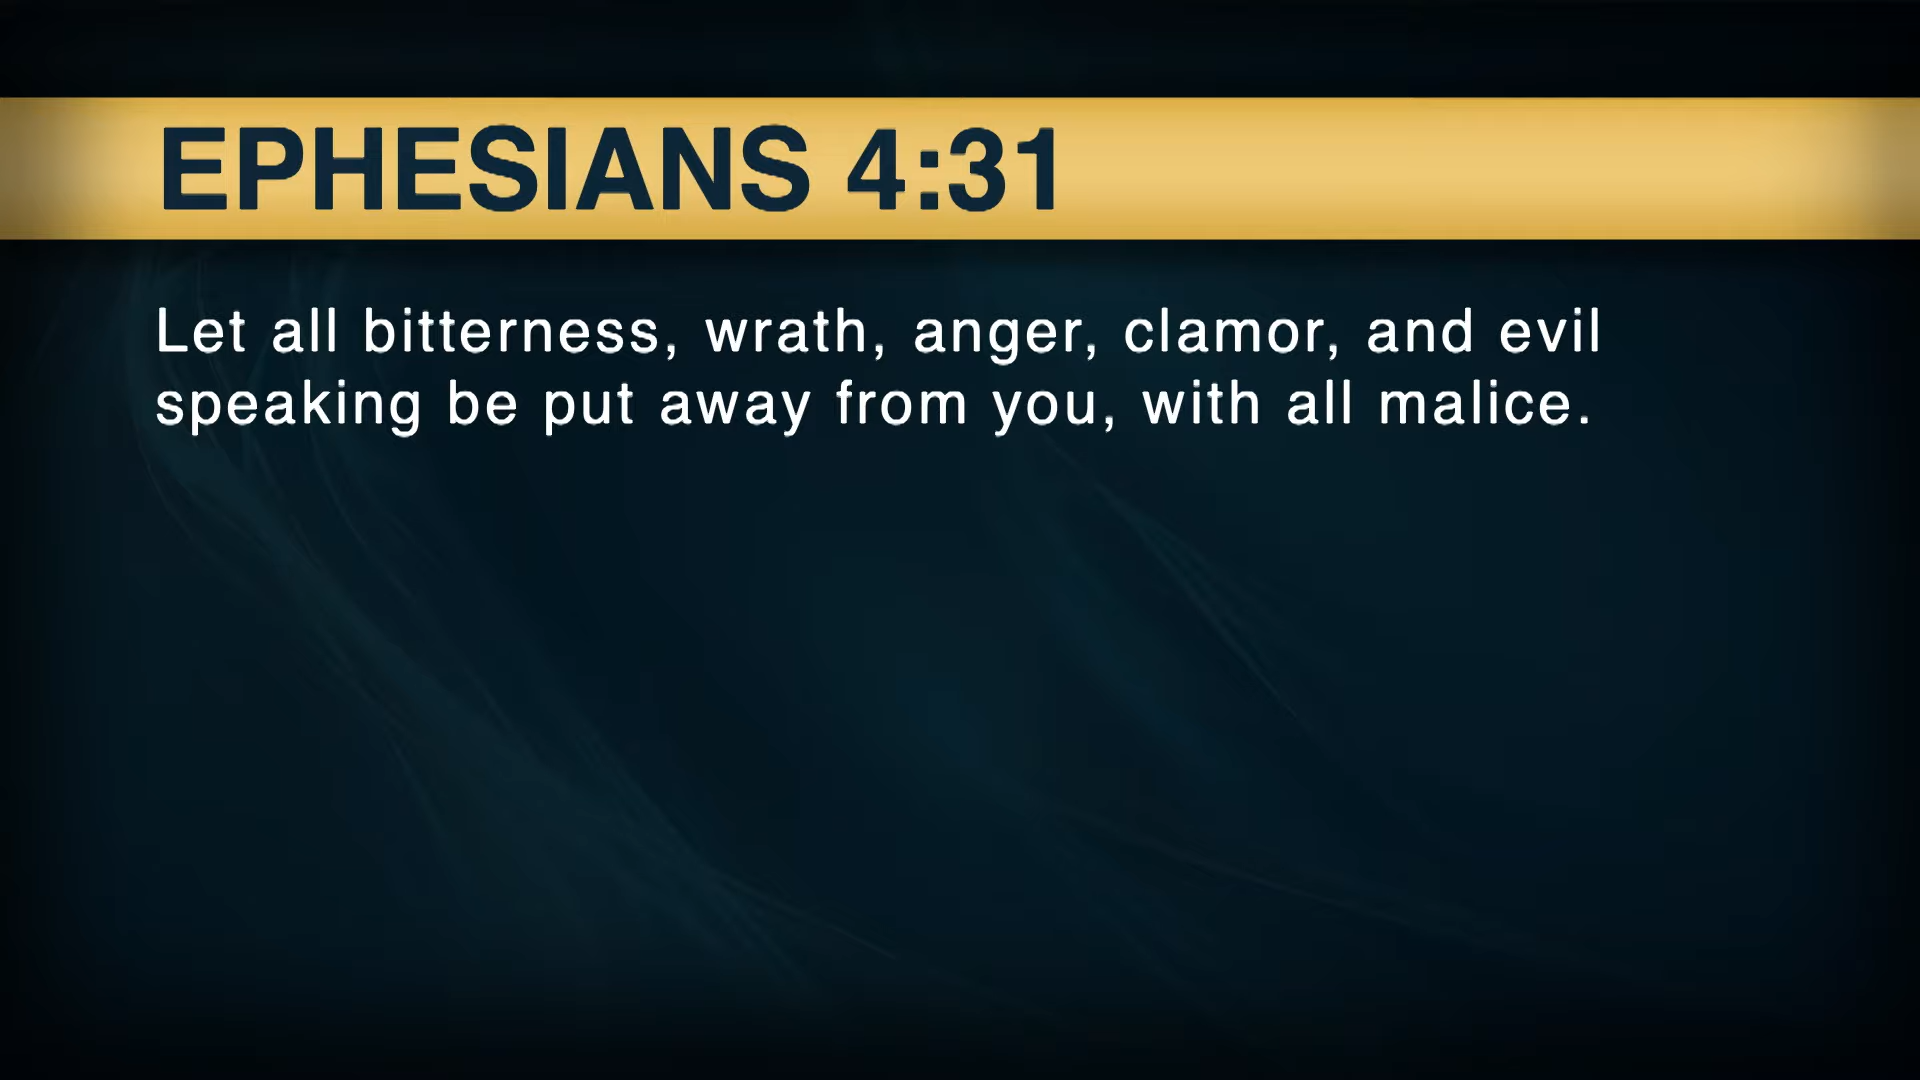 EPHESIANS 4:31
Let all bitterness, wrath, anger, clamor, and evil
speaking be put away from you, with all malice.